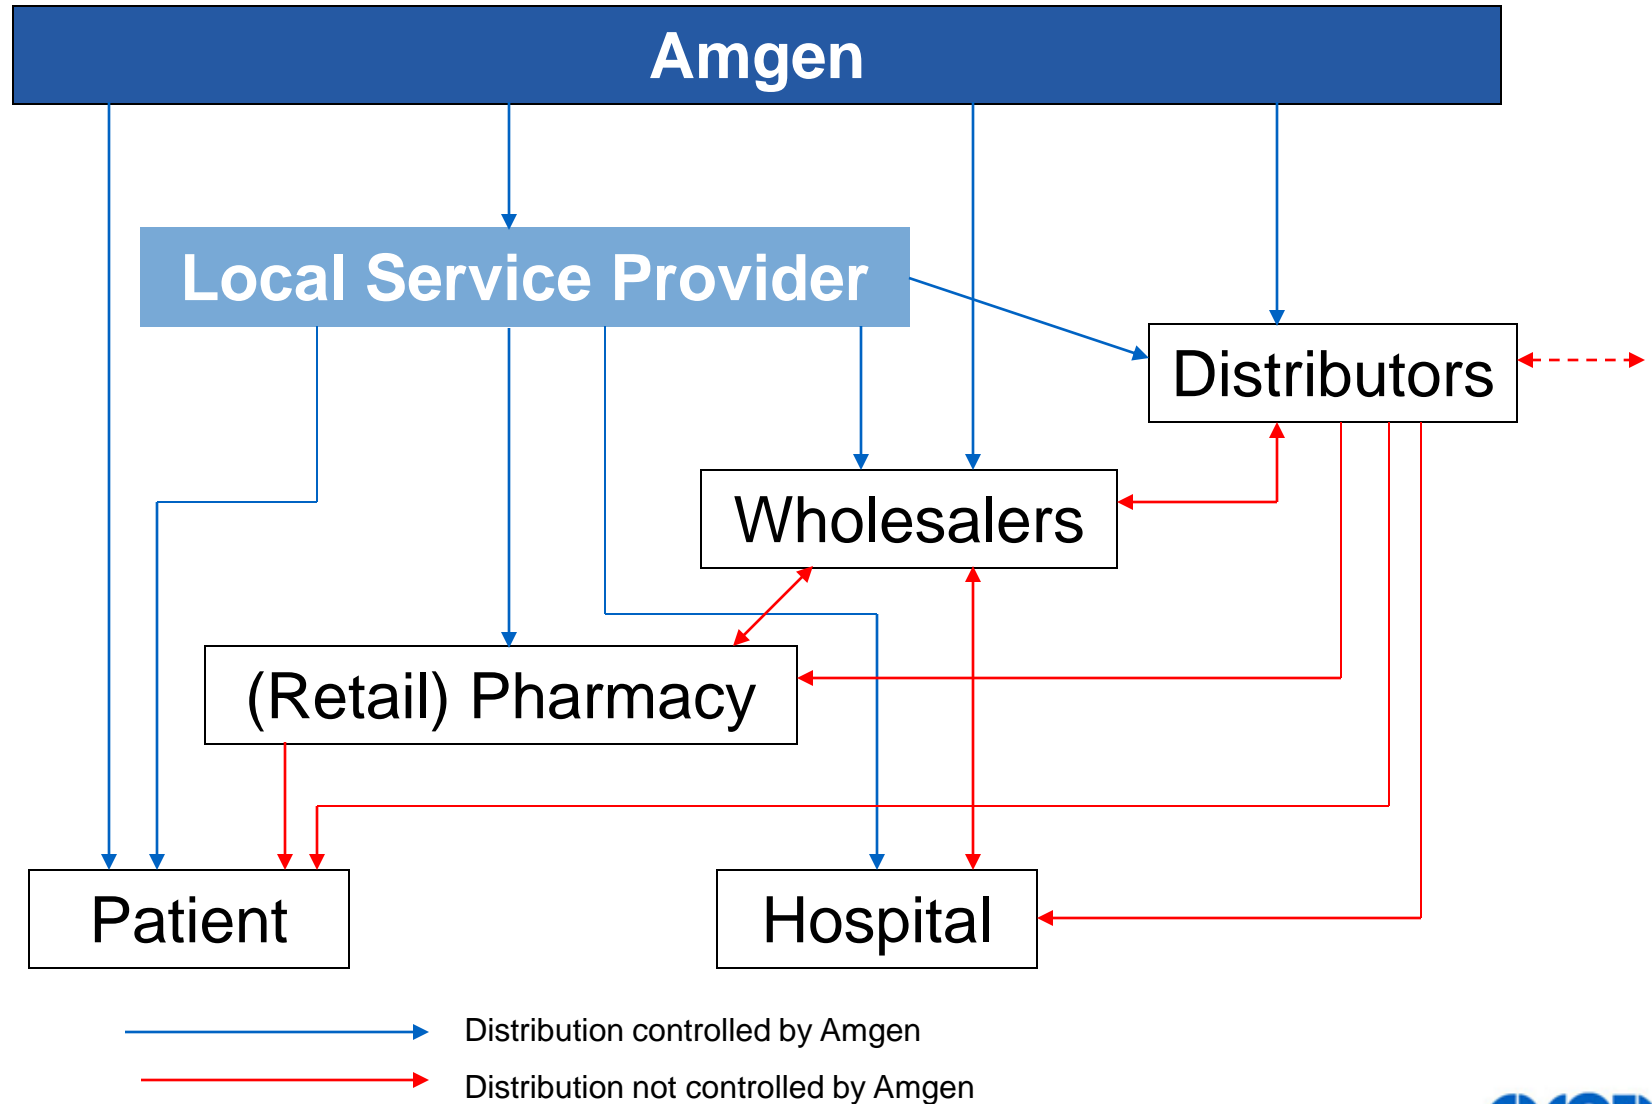 Amgen
Local Service Provider
Distributors
Wholesalers
(Retail) Pharmacy
Patient
Hospital
Distribution controlled by Amgen
Distribution not controlled by Amgen